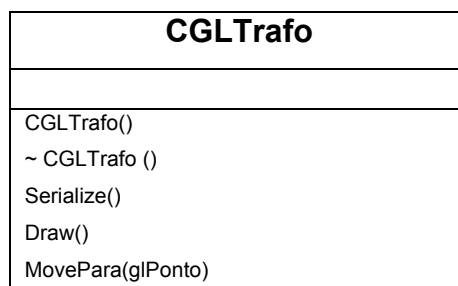 CGLTrafo
CGLTrafo()
~ CGLTrafo ()
Serialize()
Draw()
MovePara(glPonto)